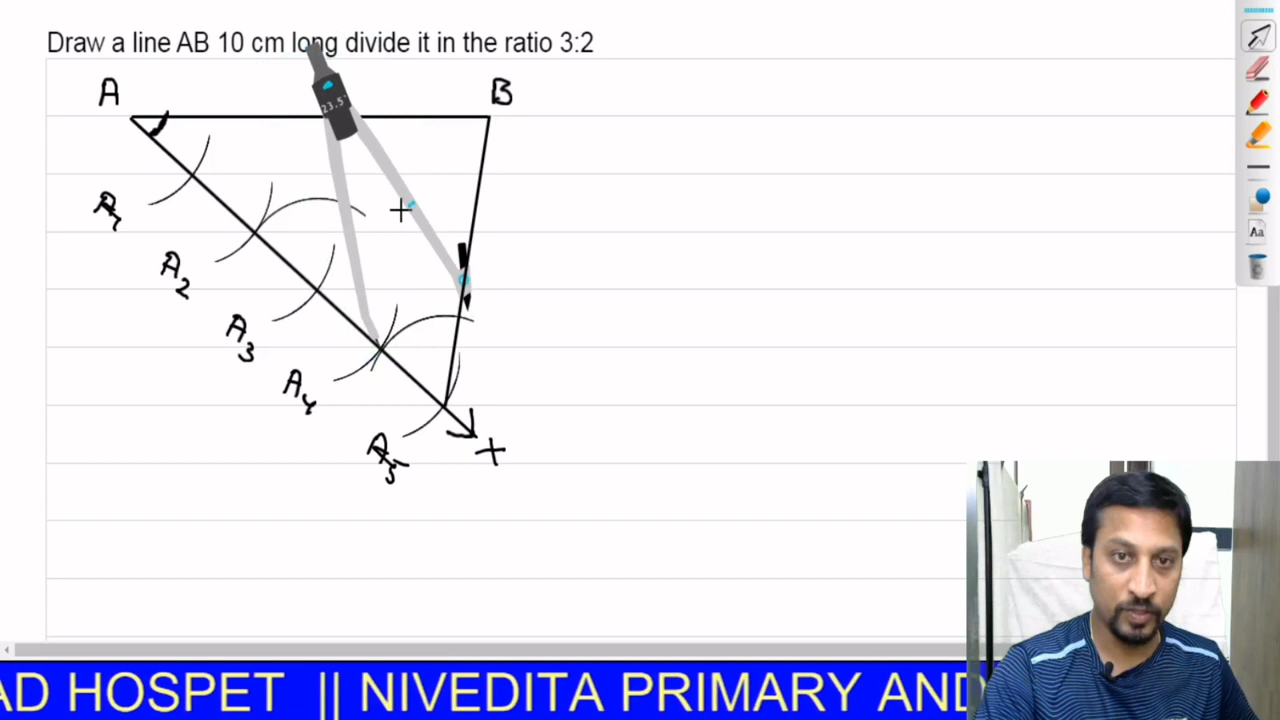 Draw a line AB 10 cm long divide it in the ratio 3:2
A B
23.5°
A1
A2
A3
A4
A5
X
Aa
AD HOSPET || NIVEDITA PRIMARY AND